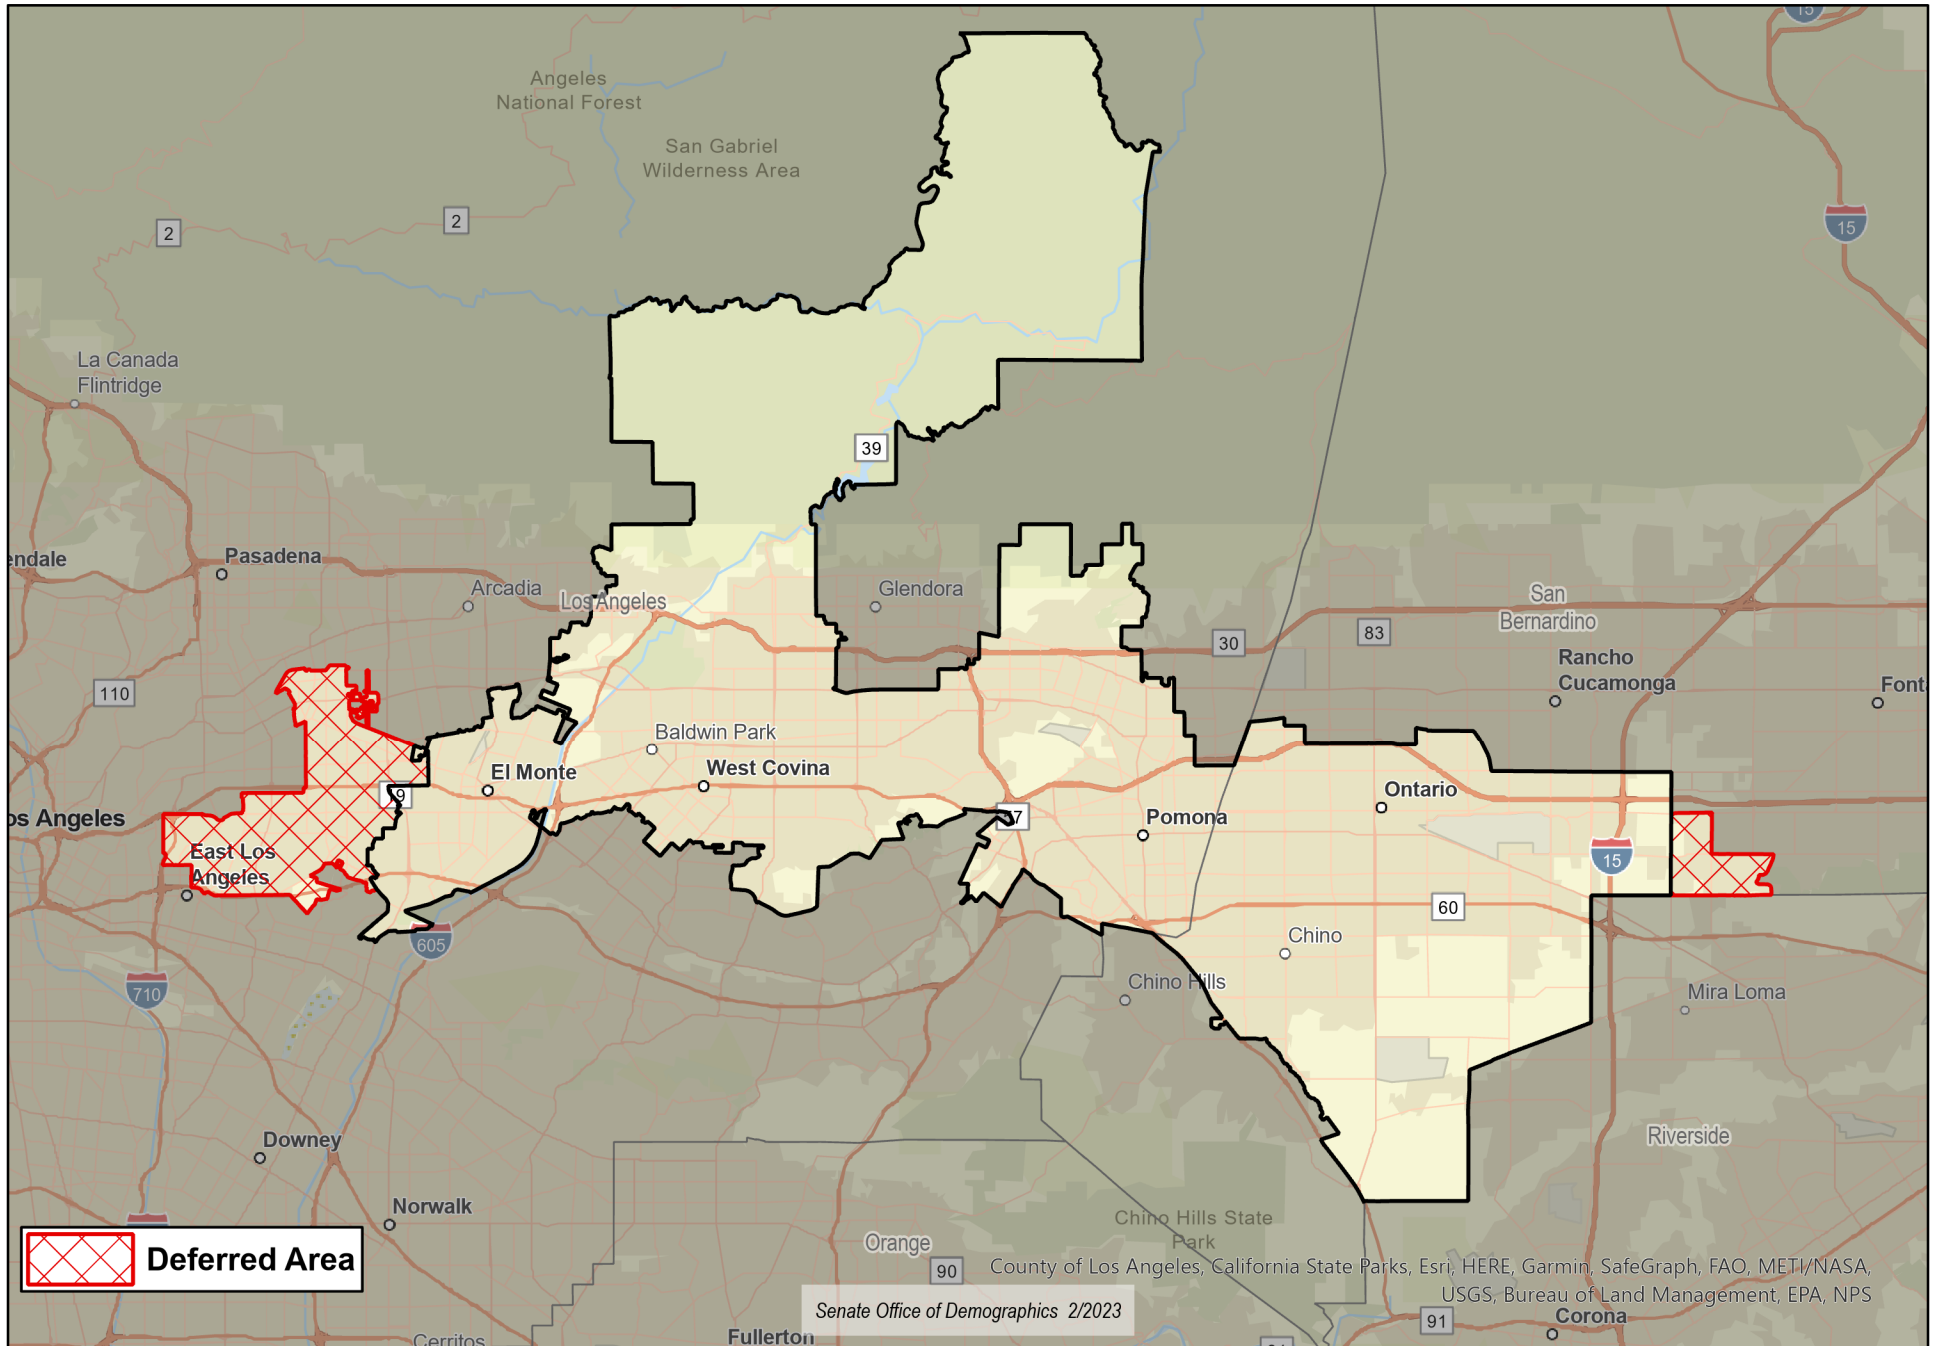 15
Angeles
National Forest
San Gabriel
Wilderness Area
2
2
15
La Canada
Flintridge
39
endale
Pasadena
Arcadia
Los Angeles
Glendora
San
Bernardino
30
83
Rancho
Cucamonga
Font
110
Baldwin Park
El Monte
West Covina
Ontario
os Angeles
Pomona
East Los
Angeles
15
60
605
Chino
710
Chino Hills
Mira Loma
Downey
Riverside
Norwalk
Chino Hills State
Park
Orange
Deferred Area
90
County of Los Angeles, California State Parks, Esri, HERE, Garmin, SafeGraph, FAO, METI/NASA,
USGS, Bureau of Land Management, EPA, NPS
Senate Office of Demographics 2/2023
91
Corona
Fullerton
Cerritos